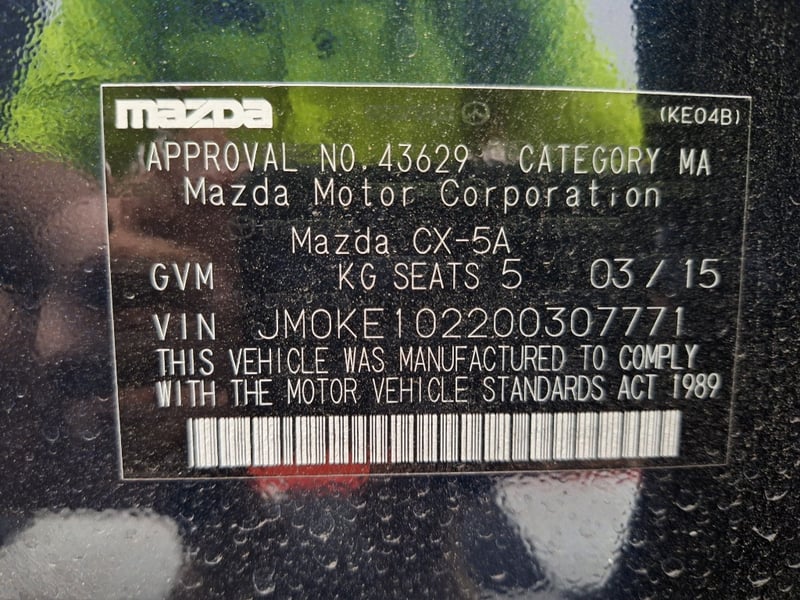 mazda (KE04B)
APPROVAL NO. 43629 CATEGORY MA
Mazda Motor Corporation
Mazda CX-5A
GVM KG SEATS 5 03/15
VIN JM0KE102200307771
THIS VEHICLE WAS MANUFACTURED TO COMPLY
WITH THE MOTOR VEHICLE STANDARDS ACT 1989